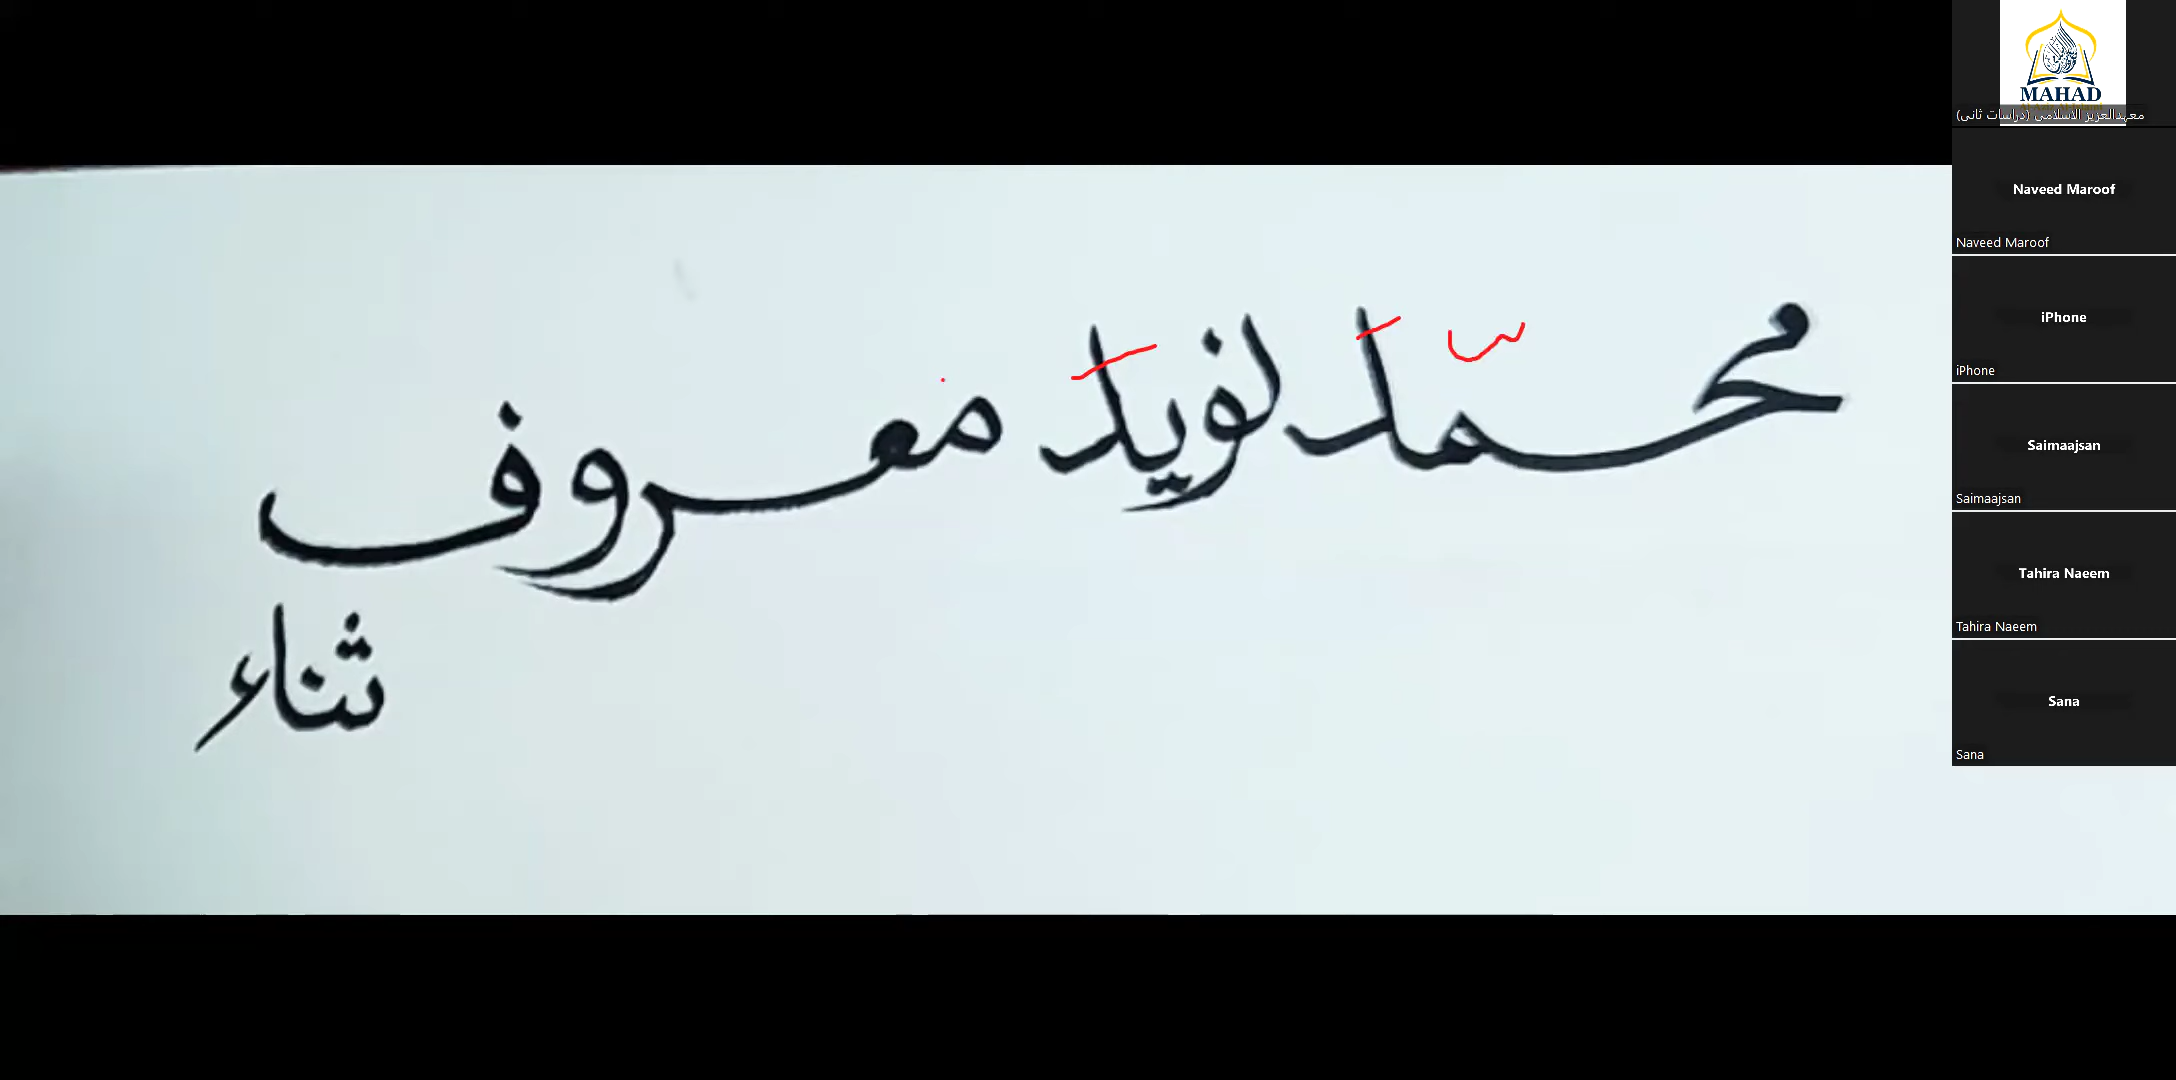 محمد نوید معروف
ثناء
MAHAD
معهدالعزيز الاسلامی (دراسات ثانی)
Naveed Maroof
Naveed Maroof
iPhone
iPhone
Saimaajsan
Saimaajsan
Tahira Naeem
Tahira Naeem
Sana
Sana